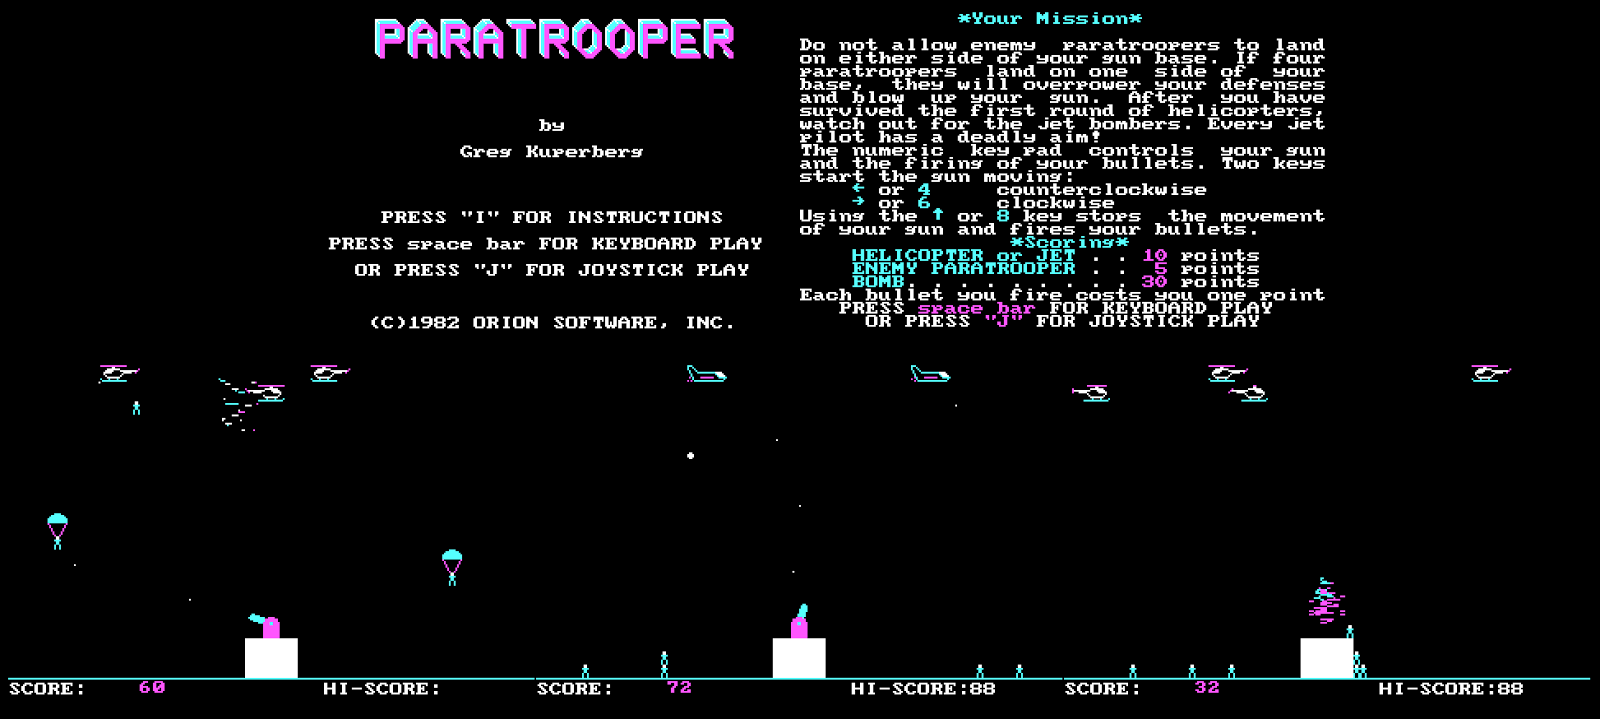 PARATROOPER
by
Greg Kuperberg
PRESS "I" FOR INSTRUCTIONS
PRESS space bar FOR KEYBOARD PLAY
OR PRESS "J" FOR JOYSTICK PLAY
(C)1982 ORION SOFTWARE, INC.
*Your Mission*
Do not allow enemy paratroopers to land
on either side of your gun base. If four
paratroopers land on one side of your
base, they will overpower your defenses
and blow up your gun. After you have
survived the first round of helicopters,
watch out for the jet bombers. Every jet
pilot has a deadly aim!
The numeric key pad controls your gun
and the firing of your bullets. Two keys
start the gun moving:
← or 4 counterclockwise
→ or 6 clockwise
Using the ↑ or 8 key stops the movement
of your gun and fires your bullets.
*Scoring*
HELICOPTER or JET . . 10 points
ENEMY PARATROOPER . . 5 points
BOMB. . . . . . . . . 30 points
Each bullet you fire costs you one point
PRESS space bar FOR KEYBOARD PLAY
OR PRESS "J" FOR JOYSTICK PLAY
SCORE: 60 HI-SCORE:
SCORE: 72 HI-SCORE:88
SCORE: 32 HI-SCORE:88